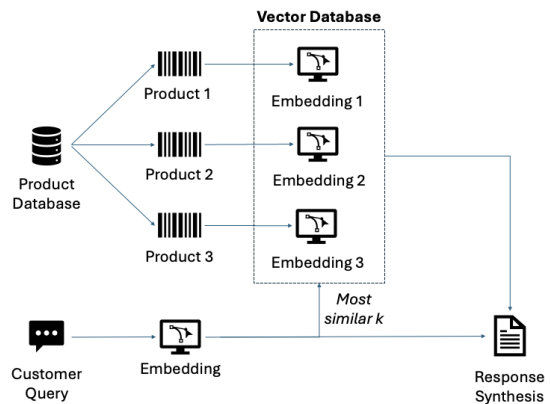 Vector Database
Product 1
Embedding 1
Product 2
Embedding 2
Product
Database
Product 3
Embedding 3
Most
similar k
Customer
Query
Embedding
Response
Synthesis